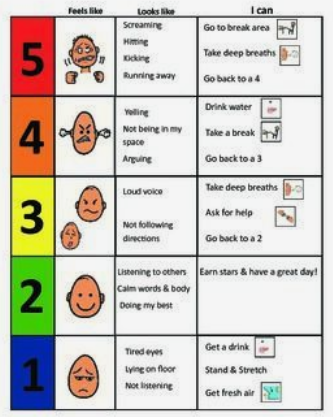 Feels like Looks like I can
5
Screaming
Hitting
Kicking
Running away
Go to break area
Take deep breaths
Go back to a 4
4
Yelling
Not being in my
space
Arguing
Drink water
Take a break
Go back to a 3
3
Loud voice
Not following
directions
Take deep breaths
Ask for help
Go back to a 2
2
Listening to others
Calm words & body
Doing my best
Earn stars & have a great day!
1
Tired eyes
Lying on floor
Not listening
Get a drink
Stand & Stretch
Get fresh air